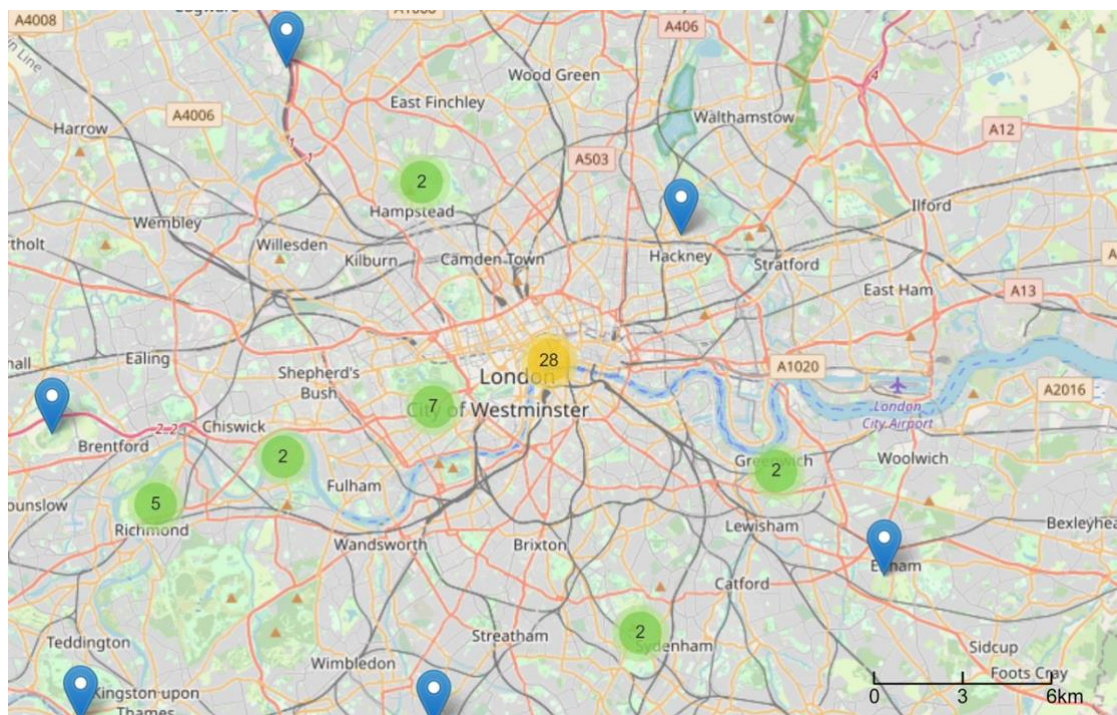 A4008
A406
Wood Green
East Finchley
A4006
Harrow
Walthamstow
A12
A503
2
Hampstead
Ilford
Wembley
Willesden
Kilburn
Camden Town
Hackney
Stratford
East Ham
A13
28
Ealing
Shepherd's
Bush
London
A1020
A2016
7
City of Westminster
London
City Airport
Chiswick
Brentford
2
2
Greenwich
Woolwich
Fulham
5
Richmond
Lewisham
Wandsworth
Brixton
Catford
2
Sydenham
Teddington
Streatham
Wimbledon
Sidcup
Foots Cray
Kingston upon
Thames
0
3
6km